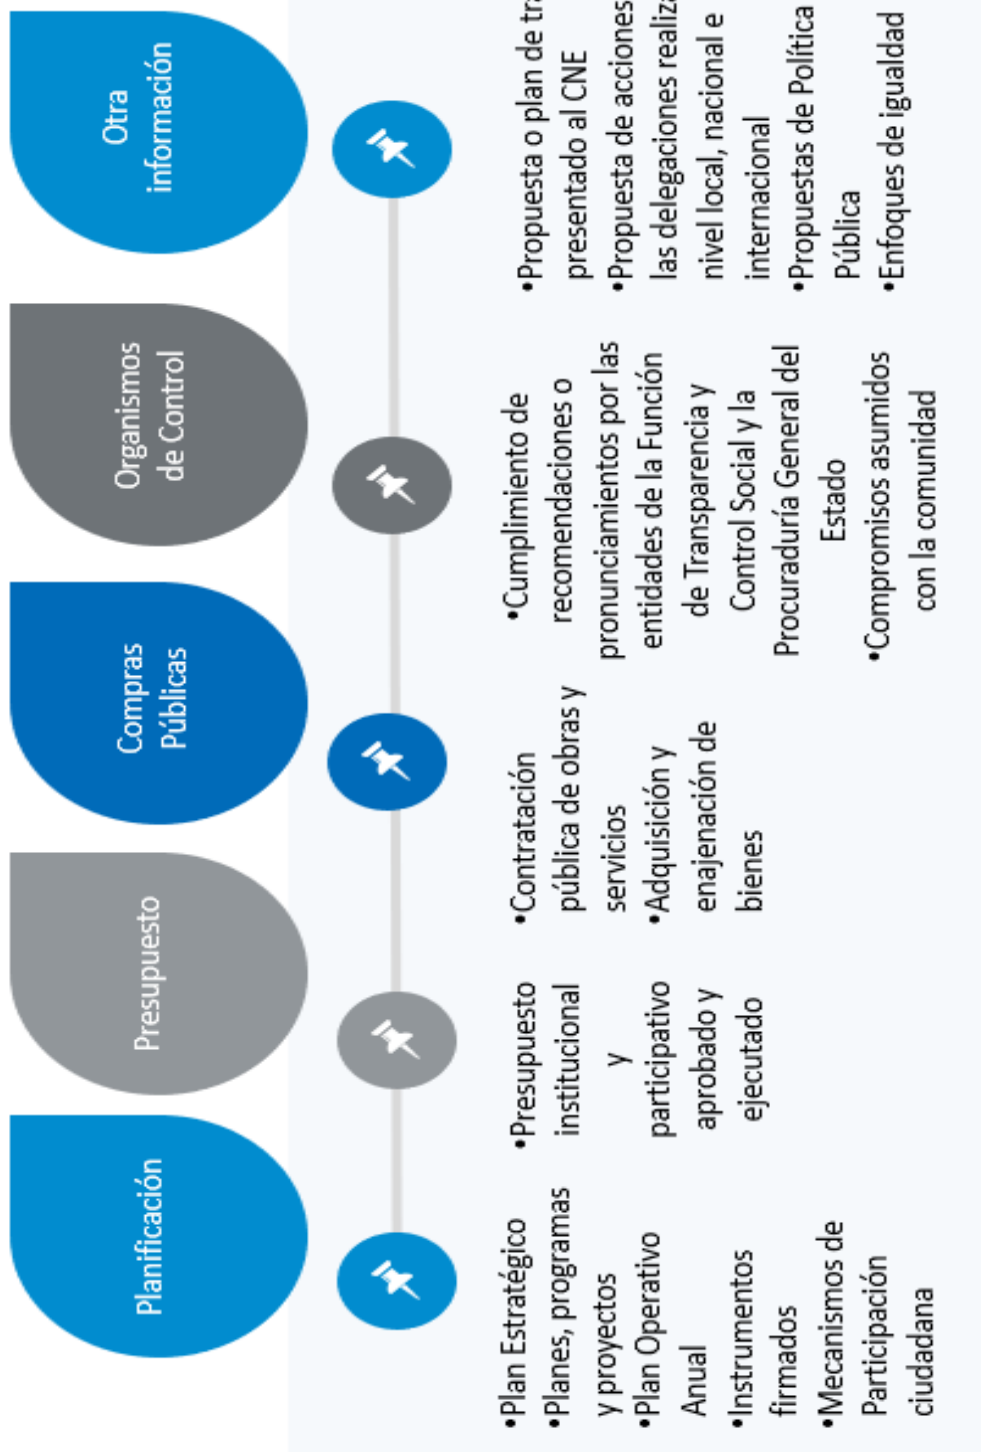 Planificación
Presupuesto
Compras
Públicas
Organismos
de Control
Otra
información
•Plan Estratégico
•Planes, programas
y proyectos
•Plan Operativo
Anual
•Instrumentos
firmados
•Mecanismos de
Participación
ciudadana
•Presupuesto
institucional
y
participativo
aprobado y
ejecutado
•Contratación
pública de obras y
servicios
•Adquisición y
enajenación de
bienes
•Cumplimiento de
recomendaciones o
pronunciamientos por las
entidades de la Función
de Transparencia y
Control Social y la
Procuraduría General del
Estado
•Compromisos asumidos
con la comunidad
•Propuesta o plan de
presentado al CNE
•Propuesta de acciones
las delegaciones
nivel local, nacional e
internacional
•Propuestas de Política
Pública
•Enfoques de igualdad